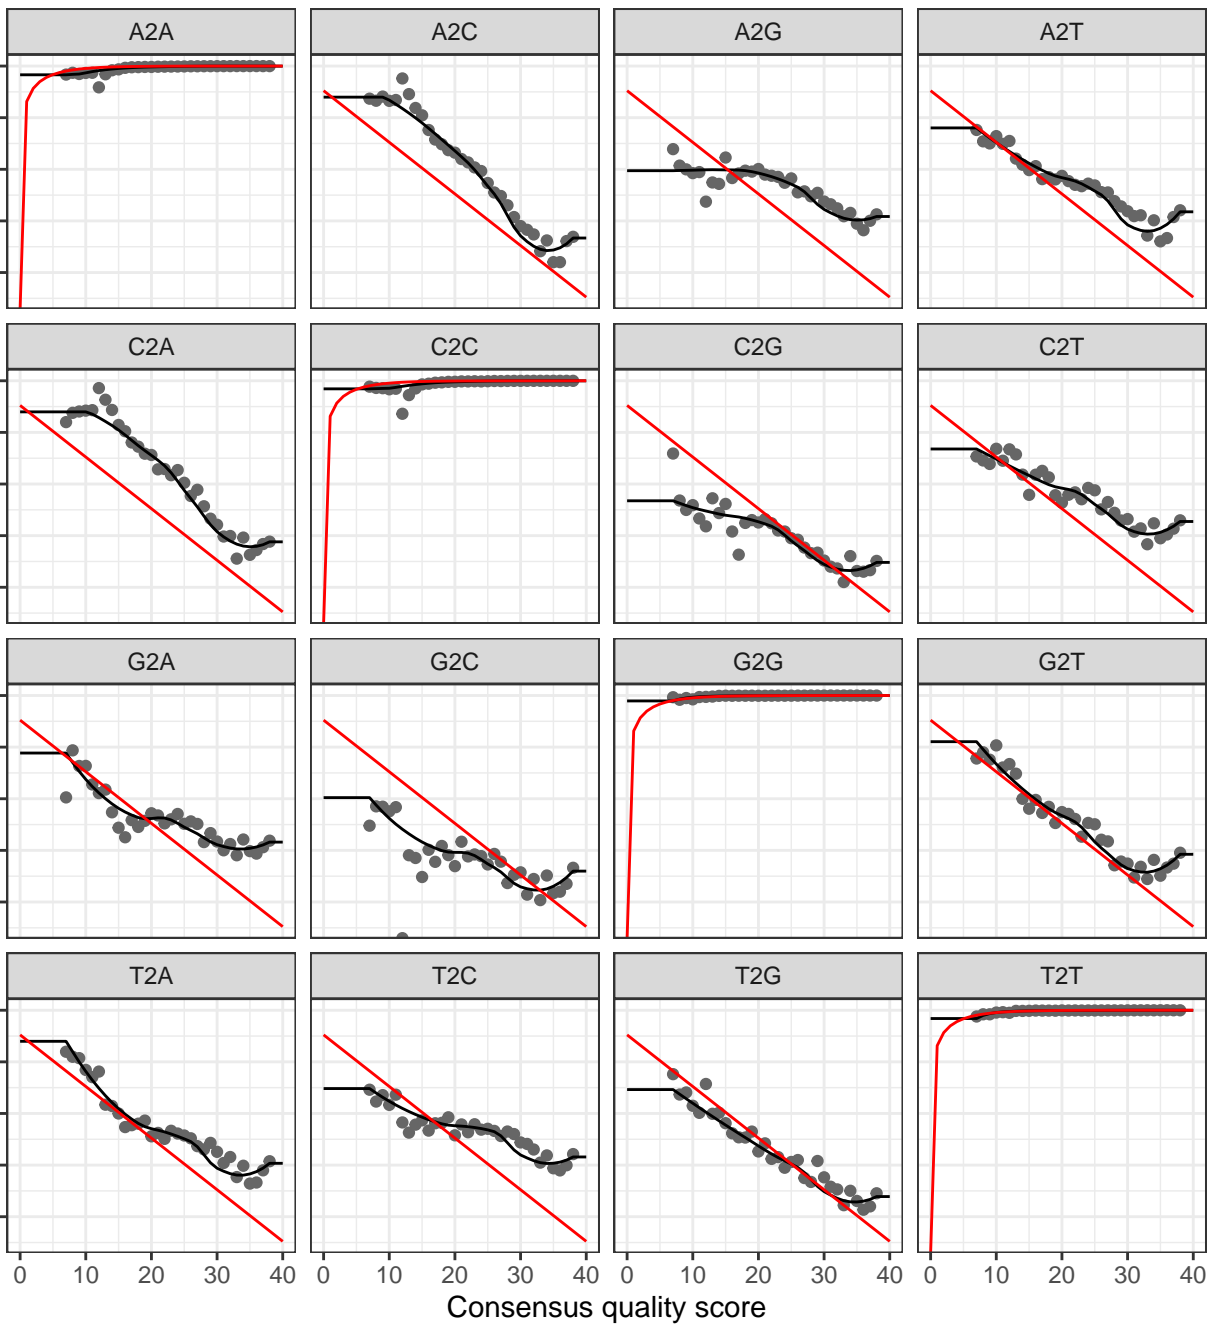 A2A A2C A2G A2T
C2A C2C C2G C2T
G2A G2C G2G G2T
T2A T2C T2G T2T
0 10 20 30 40 0 10 20 30 40 0 10 20 30 40 0 10 20 30 40
Consensus quality score